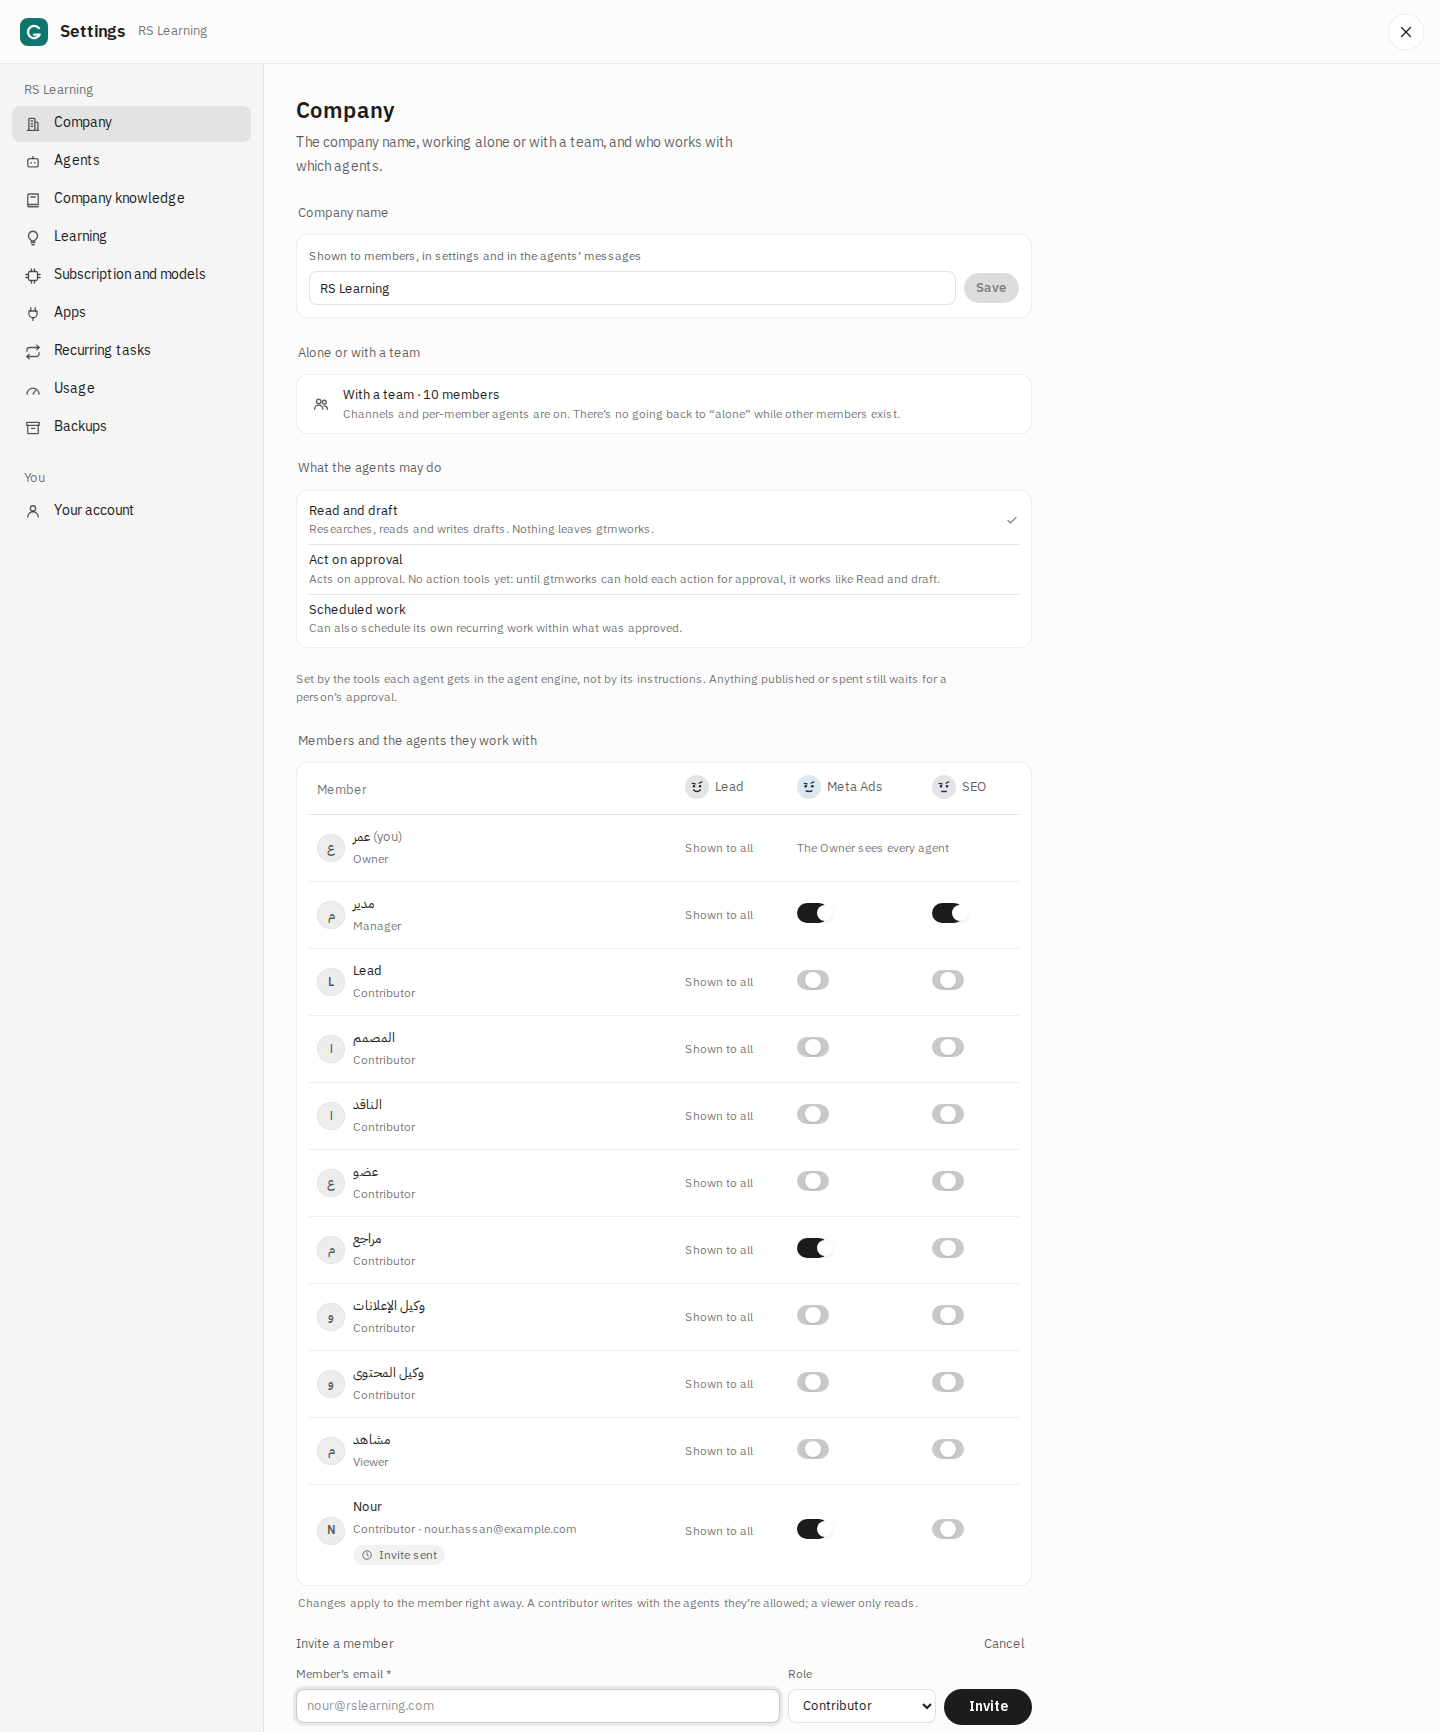 Settings RS Learning
RS Learning
Company
Agents
Company knowledge
Learning
Subscription and models
Apps
Recurring tasks
Usage
Backups
You
Your account
Company
The company name, working alone or with a team, and who works with
which agents.
Company name
Shown to members, in settings and in the agents’ messages
RS Learning
Save
Alone or with a team
With a team · 10 members
Channels and per-member agents are on. There’s no going back to “alone” while other members exist.
What the agents may do
Read and draft
Researches, reads and writes drafts. Nothing leaves gtmworks.
Act on approval
Acts on approval. No action tools yet: until gtmworks can hold each action for approval, it works like Read and draft.
Scheduled work
Can also schedule its own recurring work within what was approved.
Set by the tools each agent gets in the agent engine, not by its instructions. Anything published or spent still waits for a
person’s approval.
Members and the agents they work with
Member Lead Meta Ads SEO
ع عمر (you)
Owner
Shown to all The Owner sees every agent
م مدير
Manager
Shown to all
L Lead
Contributor
Shown to all
ا المصمم
Contributor
Shown to all
ا الناقد
Contributor
Shown to all
ع عضو
Contributor
Shown to all
م مراجع
Contributor
Shown to all
و وكيل الإعلانات
Contributor
Shown to all
و وكيل المحتوى
Contributor
Shown to all
م مشاهد
Viewer
Shown to all
N Nour
Contributor · nour.hassan@example.com
Invite sent
Shown to all
Changes apply to the member right away. A contributor writes with the agents they’re allowed; a viewer only reads.
Invite a member Cancel
Member’s email * Role
nour@rslearning.com Contributor Invite